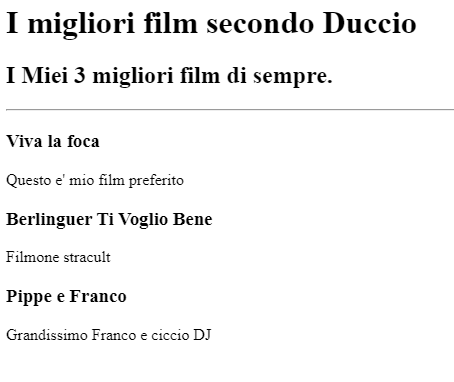 I migliori film secondo Duccio
I Miei 3 migliori film di sempre.
Viva la foca
Questo e' mio film preferito
Berlinguer Ti Voglio Bene
Filmone stracult
Pippe e Franco
Grandissimo Franco e ciccio DJ